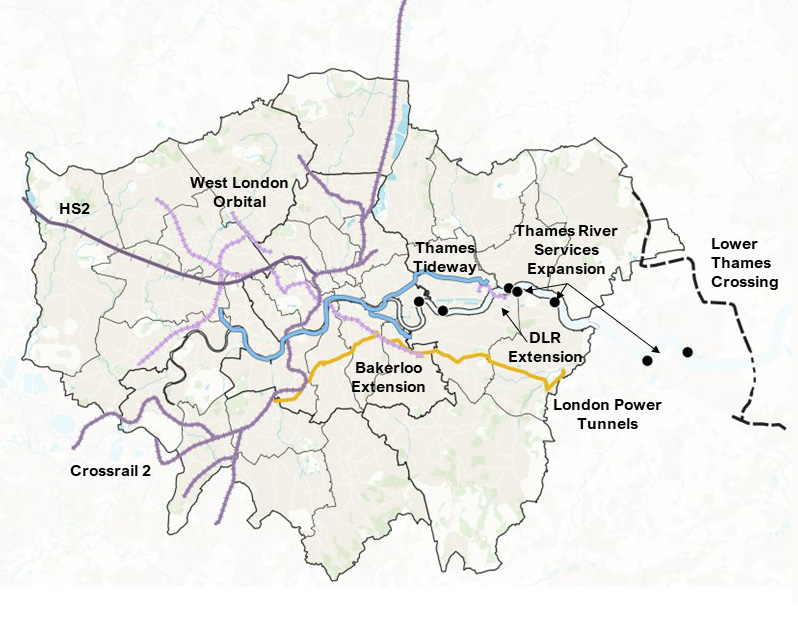 HS2
West London
Orbital
Thames
Tideway
Thames River
Services
Expansion
Lower
Thames
Crossing
DLR
Extension
Bakerloo
Extension
London Power
Tunnels
Crossrail 2